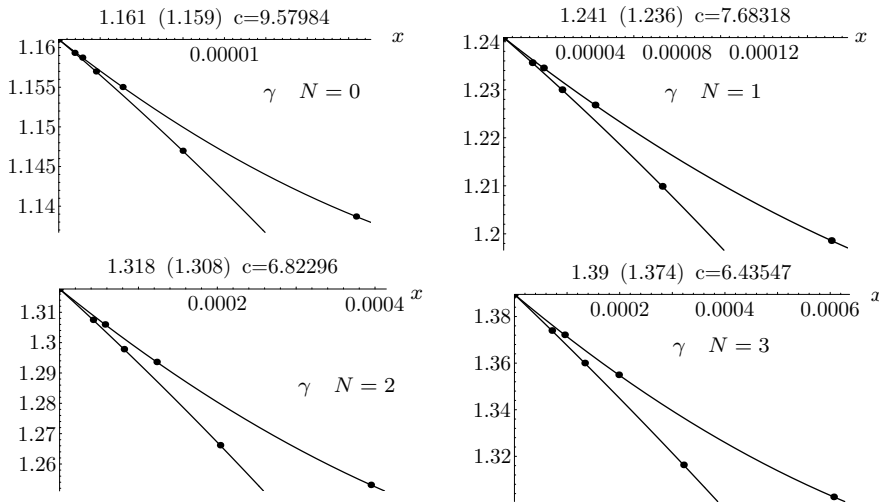 1.161 (1.159) c=9.57984
x
1.16
0.00001
1.155
γ N = 0
1.15
1.145
1.14
1.241 (1.236) c=7.68318
x
1.24
0.00004 0.00008 0.00012
1.23
γ N = 1
1.22
1.21
1.2
1.318 (1.308) c=6.82296
x
0.0002 0.0004
1.31
1.3
1.29
γ N = 2
1.28
1.27
1.26
1.39 (1.374) c=6.43547
x
0.0002 0.0004 0.0006
1.38
γ N = 3
1.36
1.34
1.32